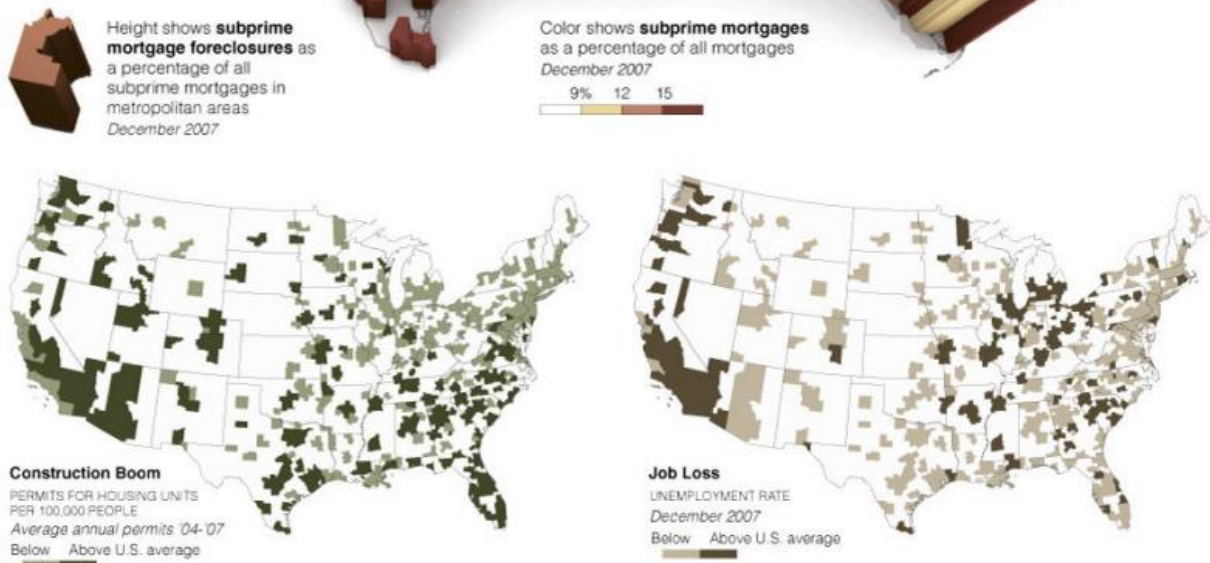 Height shows subprime
mortgage foreclosures as
a percentage of all
subprime mortgages in
metropolitan areas
December 2007
Color shows subprime mortgages
as a percentage of all mortgages
December 2007
9% 12 15
Construction Boom
PERMITS FOR HOUSING UNITS
PER 100,000 PEOPLE
Average annual permits '04-'07
Below Above U.S. average
Job Loss
UNEMPLOYMENT RATE
December 2007
Below Above U.S. average